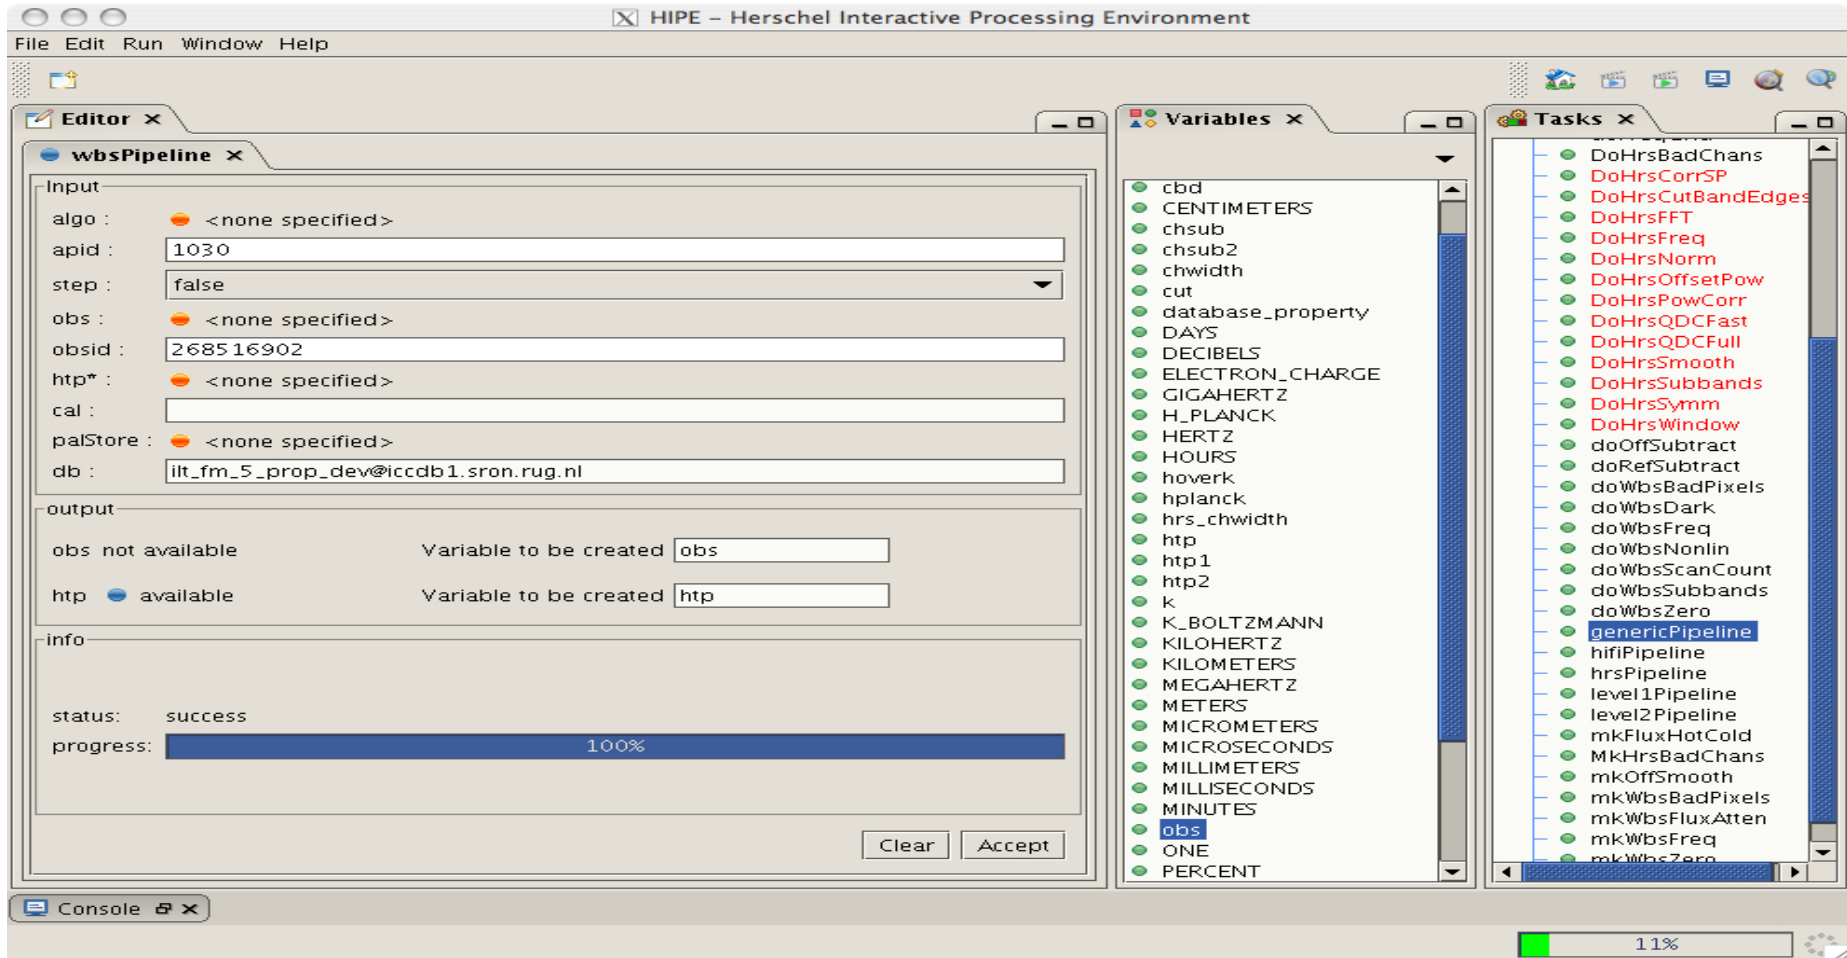 HIPE – Herschel Interactive Processing Environment
File Edit Run Window Help
Editor
wbsPipeline
Input
algo : <none specified>
apid : 1030
step : false
obs : <none specified>
obsid : 268516902
htp* : <none specified>
cal :
palStore : <none specified>
db : ilt_fm_5_prop_dev@iccdb1.sron.rug.nl
output
obs not available Variable to be created obs
htp available Variable to be created htp
info
status: success
progress: 100%
Clear Accept
Variables
cbd
CENTIMETERS
chsub
chsub2
chwidth
cut
database_property
DAYS
DECIBELS
ELECTRON_CHARGE
GIGAHERTZ
H_PLANCK
HERTZ
HOURS
hoverk
hplanck
hrs_chwidth
htp
htp1
htp2
k
K_BOLTZMANN
KILOHERTZ
KILOMETERS
MEGAHERTZ
METERS
MICROMETERS
MICROSECONDS
MILLIMETERS
MILLISECONDS
MINUTES
obs
ONE
PERCENT
Tasks
DoHrsBadChans
DoHrsCorrSP
DoHrsCutBandEdges
DoHrsFFT
DoHrsFreq
DoHrsNorm
DoHrsOffsetPow
DoHrsPowCorr
DoHrsQDCFast
DoHrsQDCFull
DoHrsSmooth
DoHrsSubbands
DoHrsSymm
DoHrsWindow
doOffSubtract
doRefSubtract
doWbsBadPixels
doWbsDark
doWbsFreq
doWbsNonlin
doWbsScanCount
doWbsSubbands
doWbsZero
genericPipeline
hifiPipeline
hrsPipeline
level1Pipeline
level2Pipeline
mkFluxHotCold
MkHrsBadChans
mkOffSmooth
mkWbsBadPixels
mkWbsFluxAtten
mkWbsFreq
mkWbsZero
Console
11%